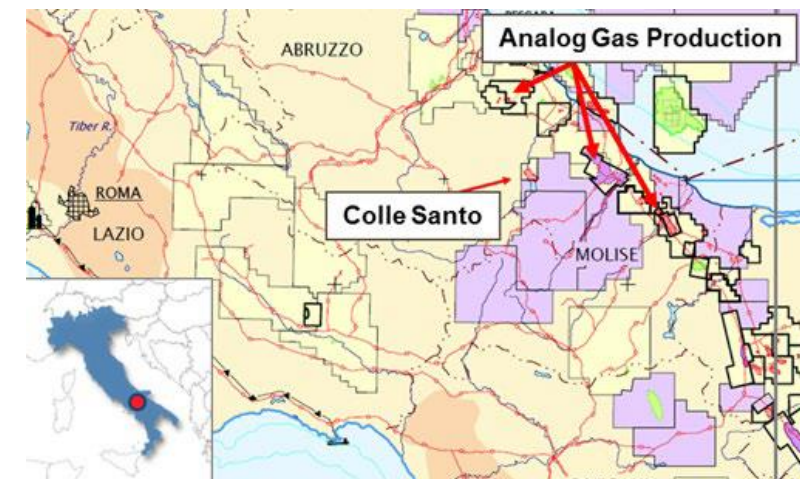 Analog Gas Production
ABRUZZO
Tiber R.
ROMA
Colle Santo
LAZIO
MOLISE